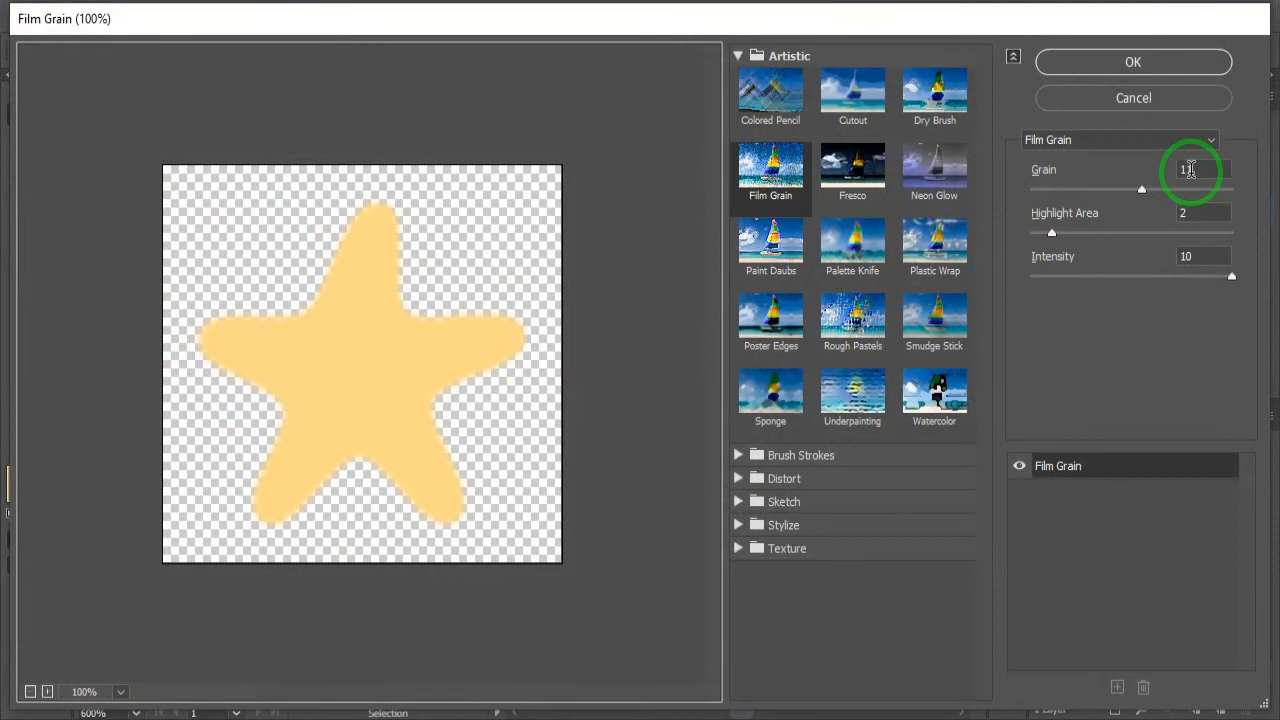 Film Grain (100%)
Artistic
Colored Pencil
Cutout
Dry Brush
Film Grain
Fresco
Neon Glow
Paint Daubs
Palette Knife
Plastic Wrap
Poster Edges
Rough Pastels
Smudge Stick
Sponge
Underpainting
Watercolor
Brush Strokes
Distort
Sketch
Stylize
Texture
OK
Cancel
Film Grain
Grain
Highlight Area 2
Intensity 10
Film Grain
100%
600%
1
Selection